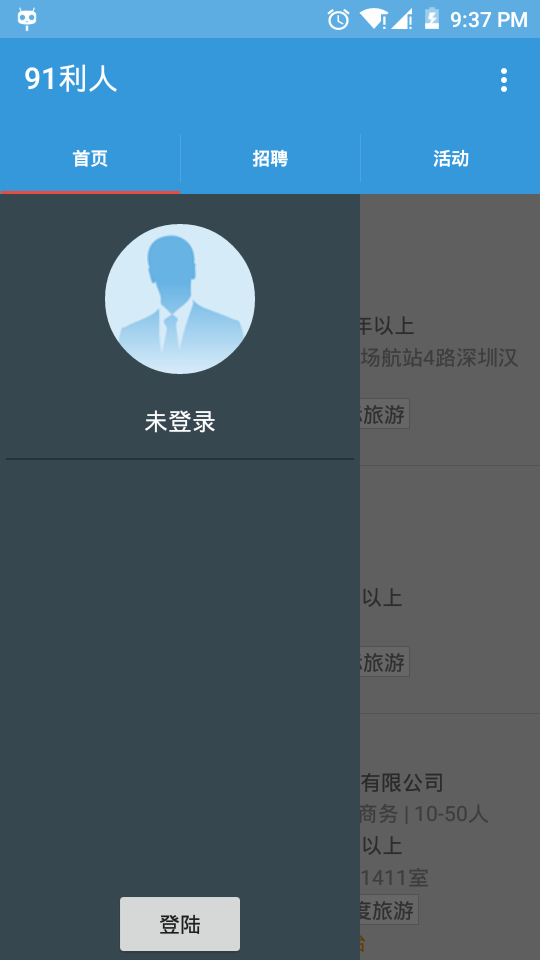 9:37 PM
91利人
首页 招聘 活动
未登录
年以上
场航站4路深圳汉
旅游
以上
旅游
有限公司
商务 | 10-50人
以上
1411室
度旅游
登陆